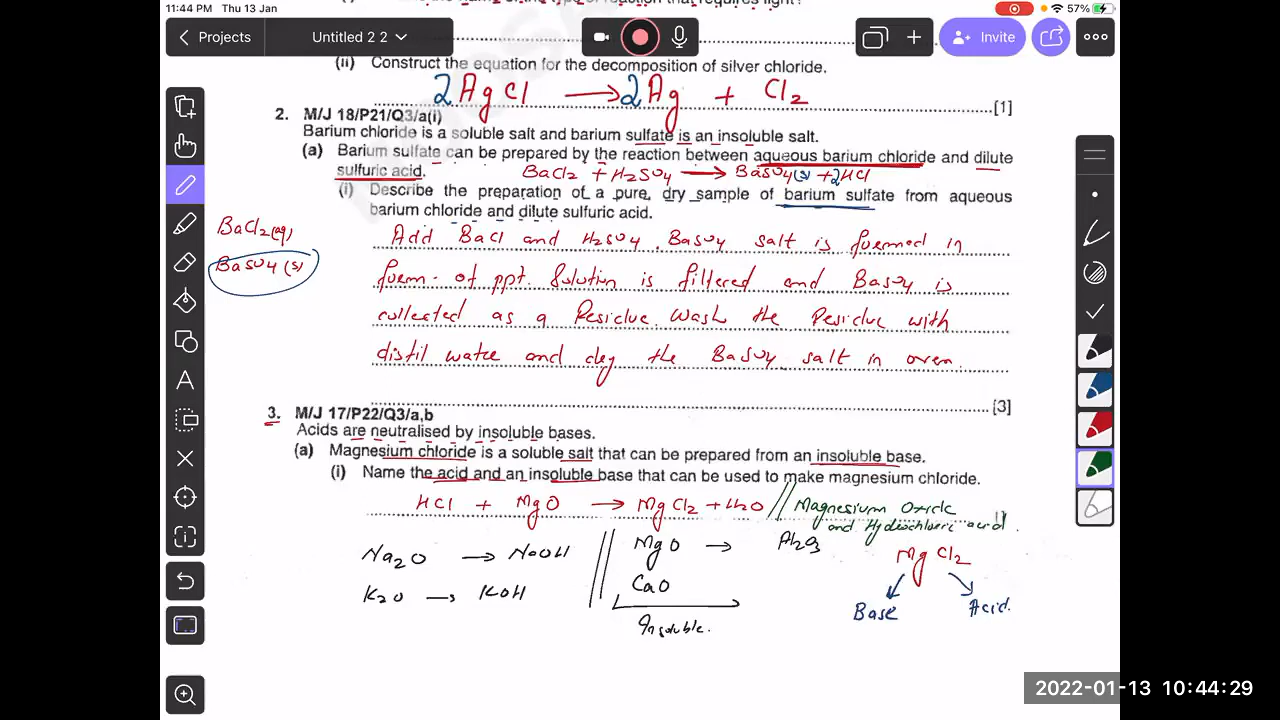 11:44 PM Thu 13 Jan
57%
Projects
Untitled 2 2
Invite
(ii) Construct the equation for the decomposition of silver chloride.
2AgCl → 2Ag + Cl2
[1]
2. M/J 18/P21/Q3/a(i)
Barium chloride is a soluble salt and barium sulfate is an insoluble salt.
(a) Barium sulfate can be prepared by the reaction between aqueous barium chloride and dilute
sulfuric acid.
BaCl2 + H2SO4 → BaSO4(s) + 2HCl
(i) Describe the preparation of a pure, dry sample of barium sulfate from aqueous
barium chloride and dilute sulfuric acid.
BaCl2(aq)
BaSO4(s)
Add BaCl and H2SO4. BaSO4 salt is formed in
form of ppt. Solution is filtered and BaSO4 is
collected as a Residue. Wash the Residue with
distil water and dry the BaSO4 salt in oven.
[3]
3. M/J 17/P22/Q3/a,b
Acids are neutralised by insoluble bases.
(a) Magnesium chloride is a soluble salt that can be prepared from an insoluble base.
(i) Name the acid and an insoluble base that can be used to make magnesium chloride.
HCl + MgO → MgCl2 + H2O // Magnesium Oxide
and Hydrochloric acid.
Na2O → NaOH
MgO → Al2O3
MgCl2
K2O → KOH
CaO
Base
Acid.
Insoluble.
A
2022-01-13 10:44:29